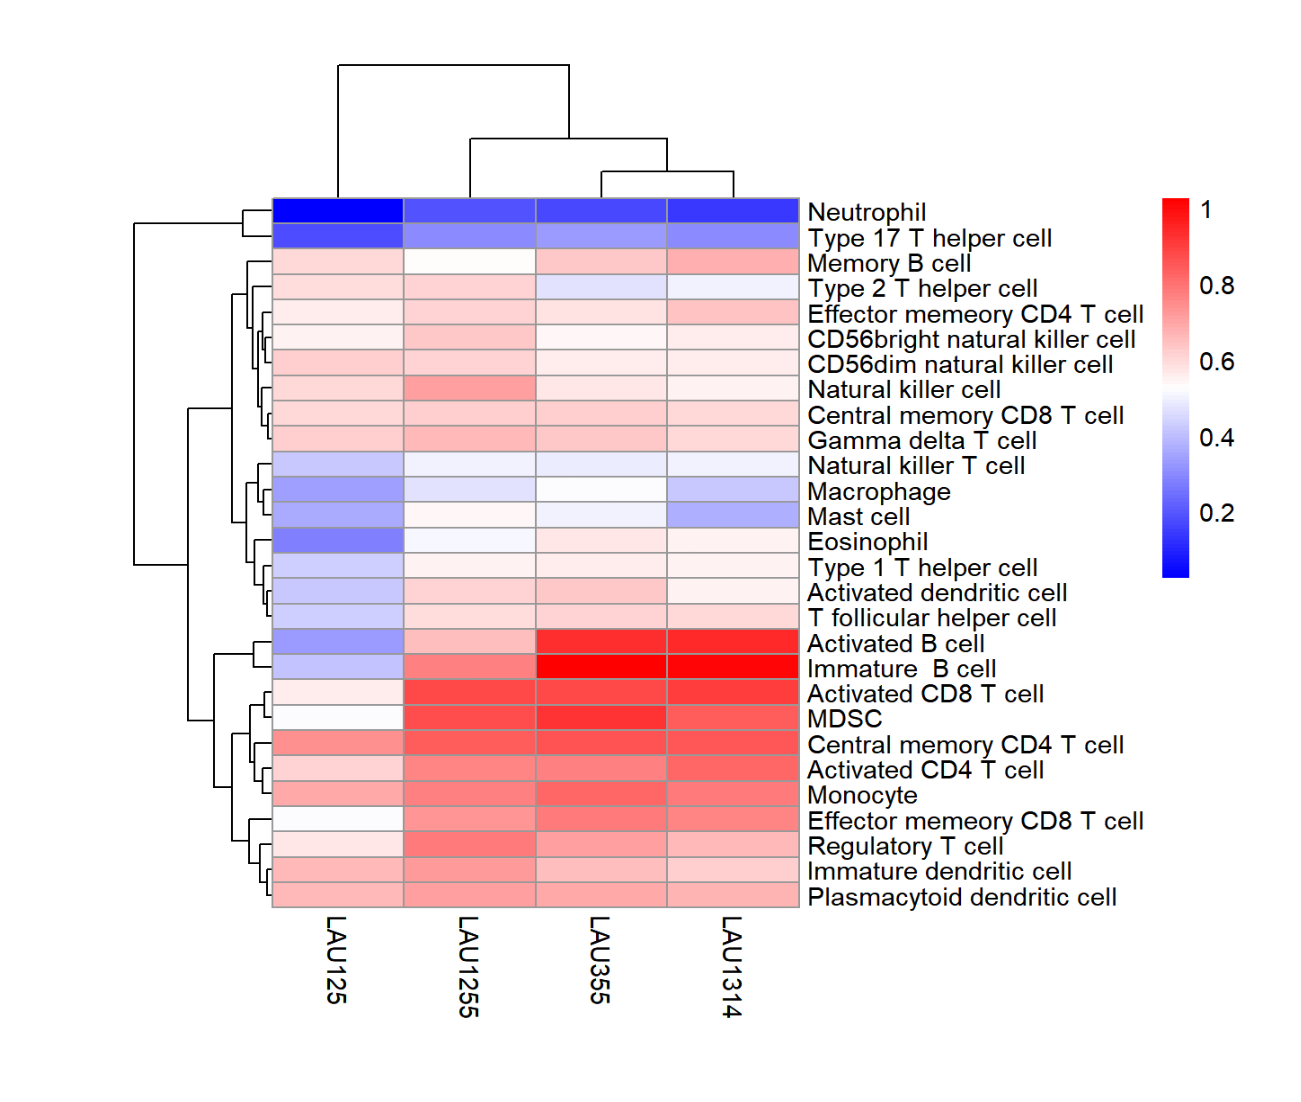 Neutrophil
Type 17 T helper cell
Memory B cell
Type 2 T helper cell
Effector memeory CD4 T cell
CD56bright natural killer cell
CD56dim natural killer cell
Natural killer cell
Central memory CD8 T cell
Gamma delta T cell
Natural killer T cell
Macrophage
Mast cell
Eosinophil
Type 1 T helper cell
Activated dendritic cell
T follicular helper cell
Activated B cell
Immature  B cell
Activated CD8 T cell
MDSC
Central memory CD4 T cell
Activated CD4 T cell
Monocyte
Effector memeory CD8 T cell
Regulatory T cell
Immature dendritic cell
Plasmacytoid dendritic cell
1
0.8
0.6
0.4
0.2
LAU125
LAU1255
LAU355
LAU1314